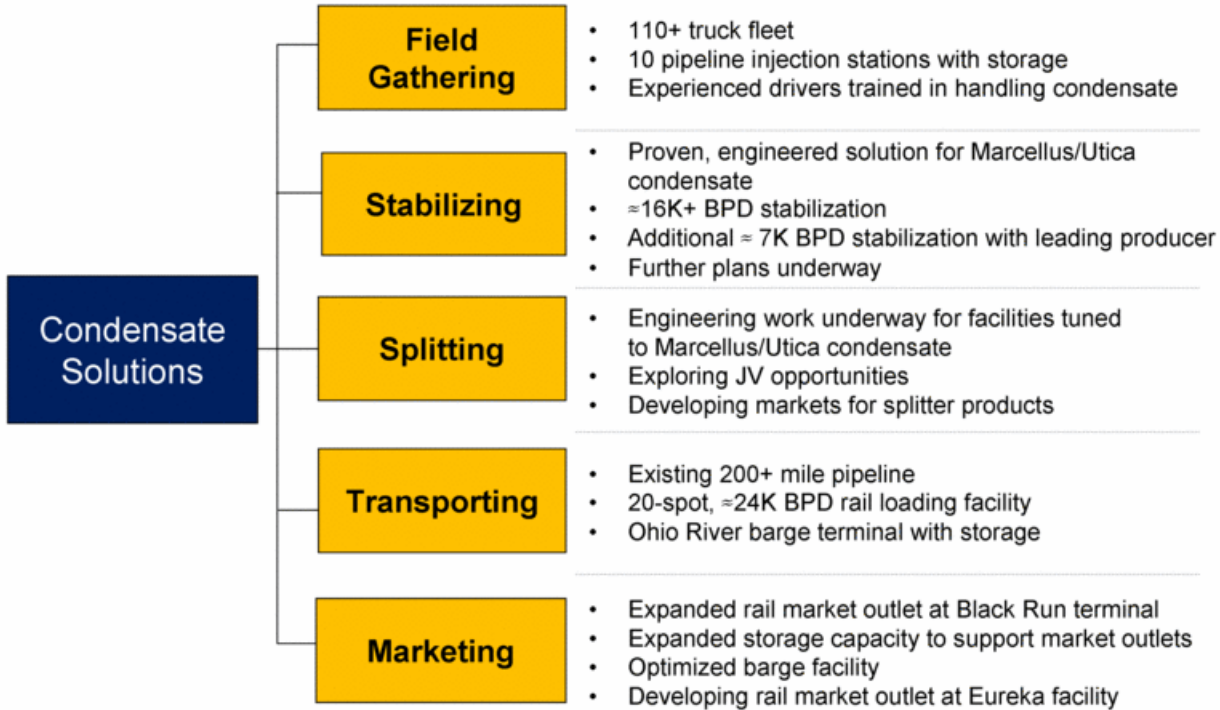 Condensate
Solutions
Field
Gathering
• 110+ truck fleet
• 10 pipeline injection stations with storage
• Experienced drivers trained in handling condensate
Stabilizing
• Proven, engineered solution for Marcellus/Utica
condensate
• ≈16K+ BPD stabilization
• Additional ≈ 7K BPD stabilization with leading producer
• Further plans underway
Splitting
• Engineering work underway for facilities tuned
to Marcellus/Utica condensate
• Exploring JV opportunities
• Developing markets for splitter products
Transporting
• Existing 200+ mile pipeline
• 20-spot, ≈24K BPD rail loading facility
• Ohio River barge terminal with storage
Marketing
• Expanded rail market outlet at Black Run terminal
• Expanded storage capacity to support market outlets
• Optimized barge facility
• Developing rail market outlet at Eureka facility